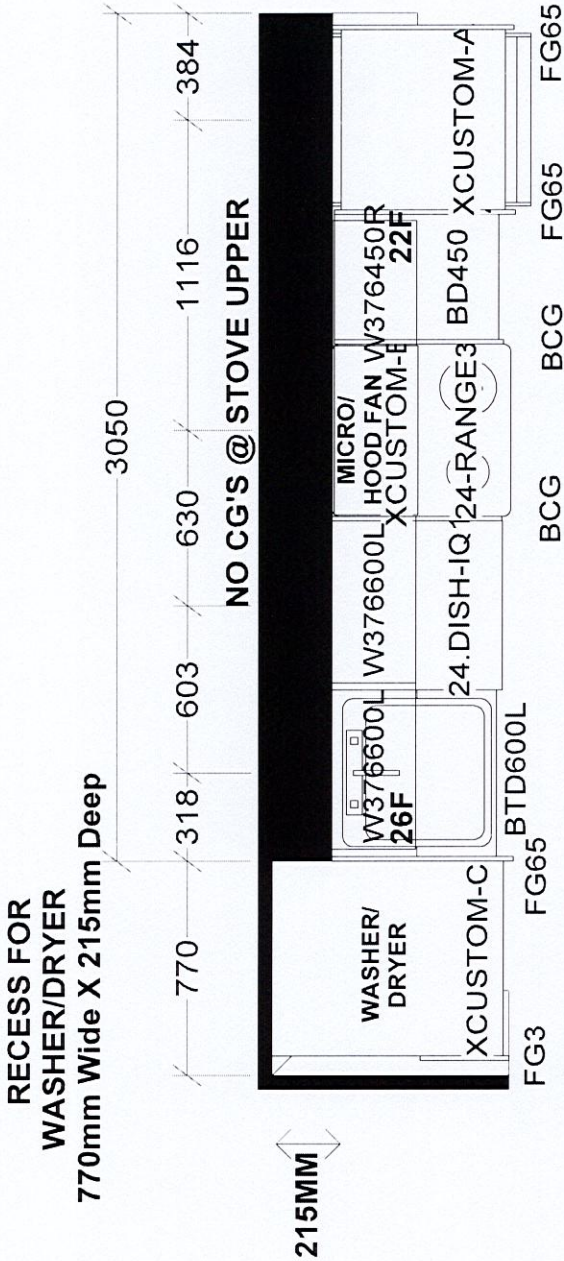 RECESS FOR
WASHER/DRYER
770mm Wide X 215mm Deep
3050
770
318
603
630
1116
384
NO CG'S @ STOVE UPPER
215MM
WASHER/
DRYER
XCUSTOM-C
W376600L
26F
W376600L
MICRO/
HOOD FAN
W376450R
22F
24.DISH-IQ1
24-RANGE3
BD450
XCUSTOM-A
BTD600L
FG3
FG65
BCG
BCG
FG65
FG65